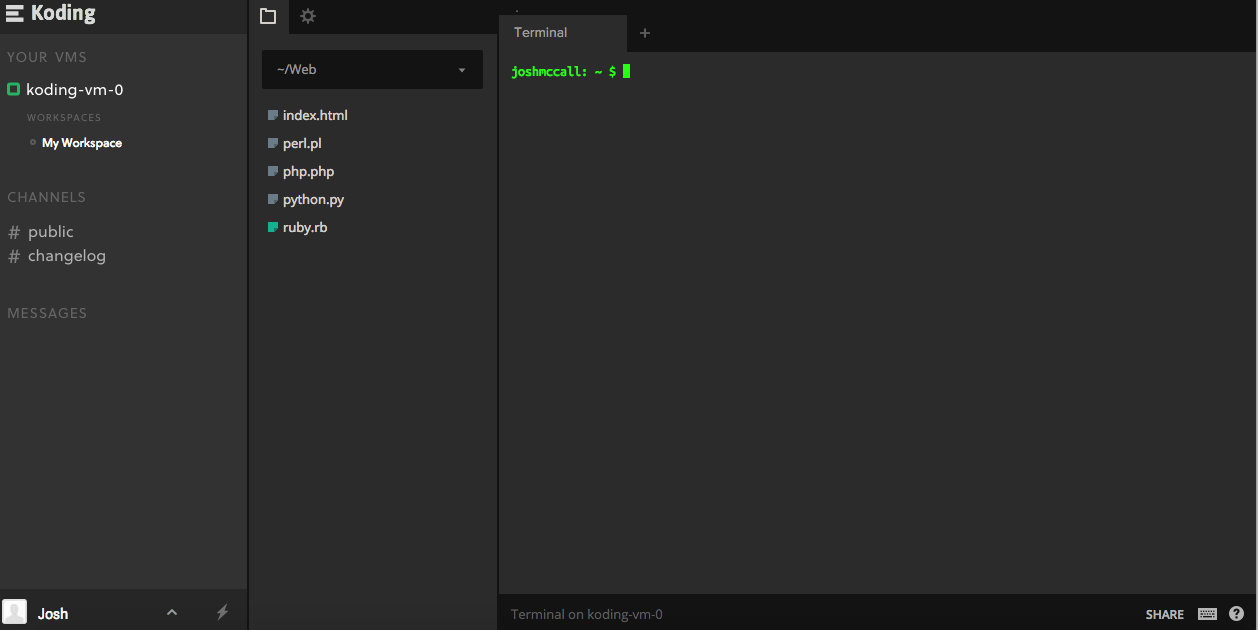 Koding
YOUR VMS
koding-vm-0
WORKSPACES
My Workspace
CHANNELS
# public
# changelog
MESSAGES
Josh
~/Web
index.html
perl.pl
php.php
python.py
ruby.rb
Terminal +
joshmccall: ~ $
Terminal on koding-vm-0
SHARE ?